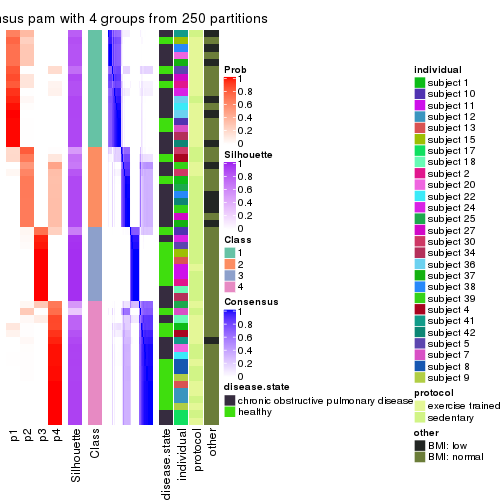 sus pam with 4 groups from 250 partitions
Prob
1
0.8
0.6
0.4
0.2
0
Silhouette
1
0.8
0.6
0.4
0.2
0
Class
1
2
3
4
Consensus
1
0.8
0.6
0.4
0.2
0
disease.state
chronic obstructive pulmonary disease
healthy
individual
subject 1
subject 10
subject 11
subject 12
subject 13
subject 15
subject 17
subject 18
subject 2
subject 20
subject 22
subject 24
subject 25
subject 27
subject 30
subject 34
subject 36
subject 37
subject 38
subject 39
subject 4
subject 41
subject 42
subject 5
subject 7
subject 8
subject 9
protocol
exercise trained
sedentary
other
BMI: low
BMI: normal
p1
p2
p3
p4
Silhouette
Class
disease.state
individual
protocol
other